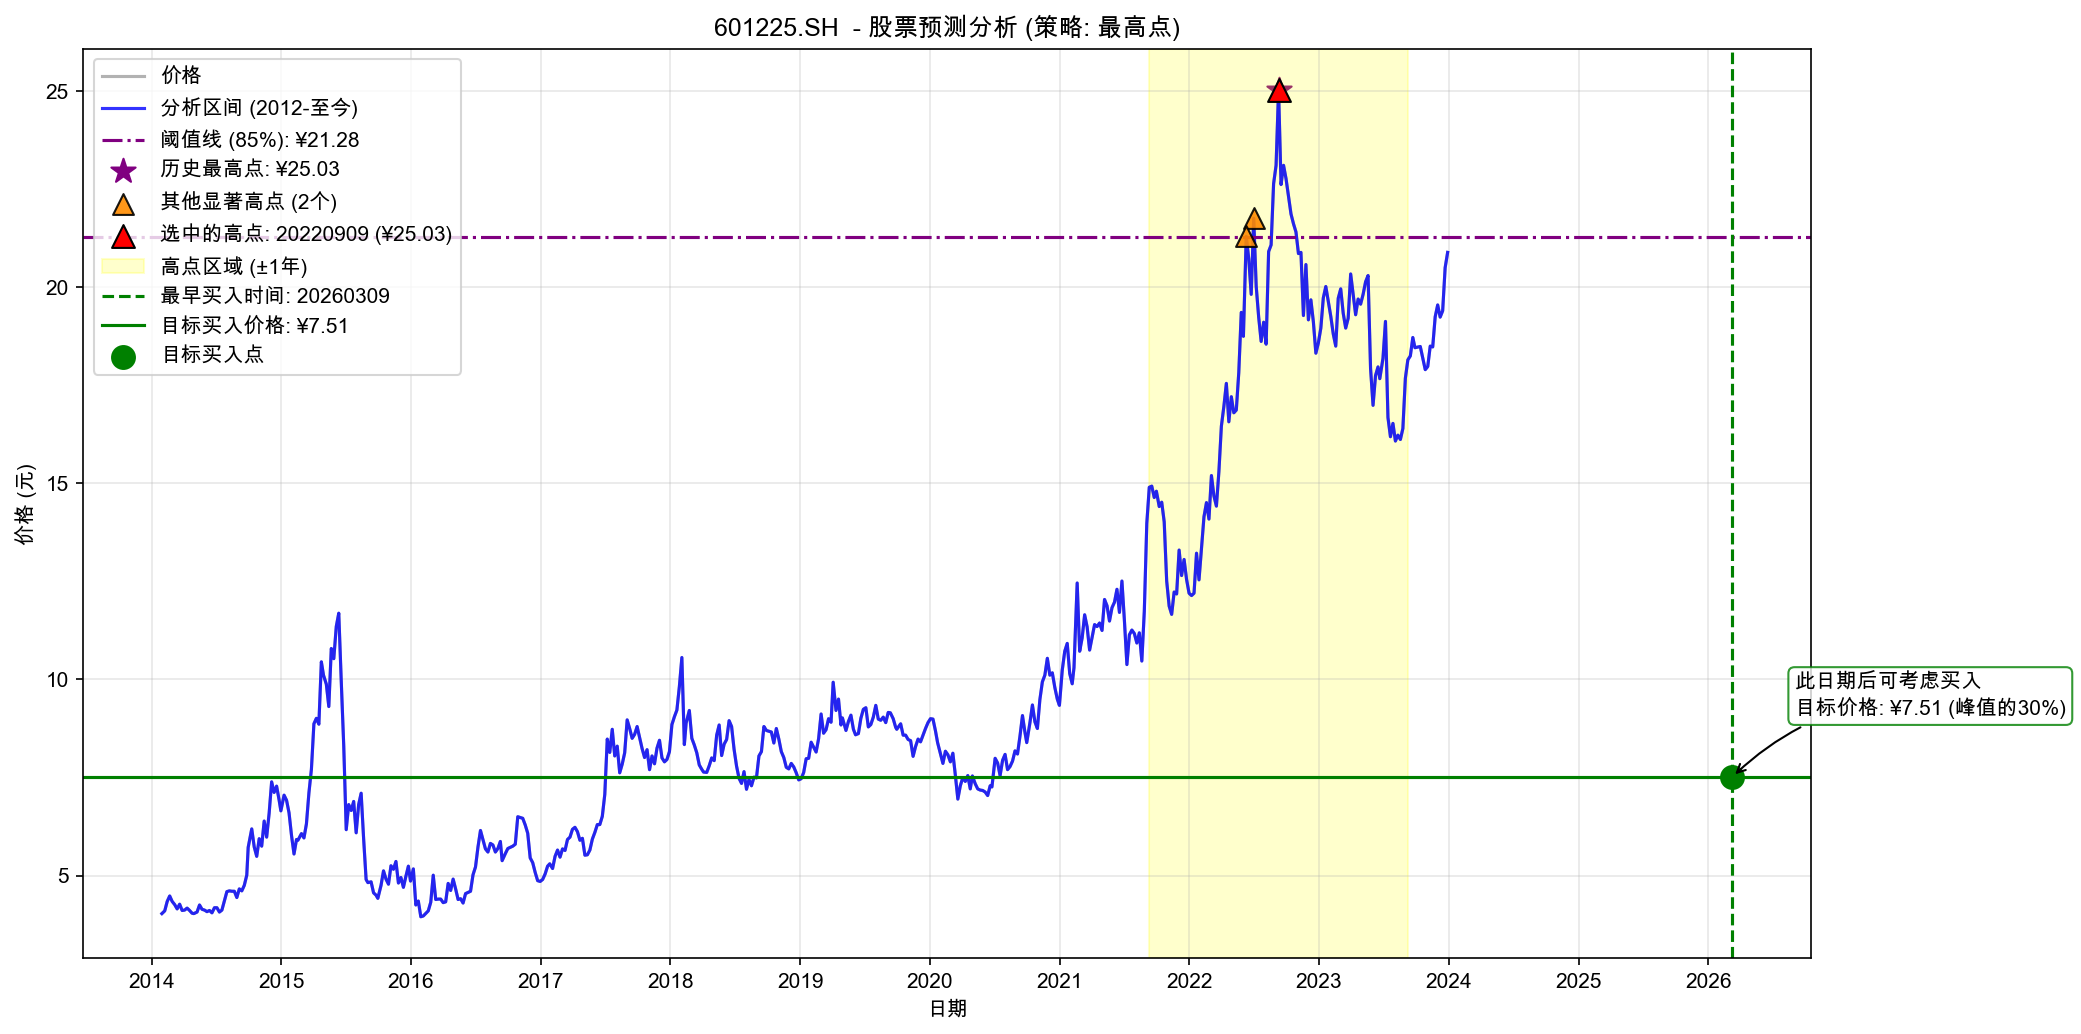 601225.SH - 股票预测分析 (策略: 最高点)
价格
分析区间 (2012-至今)
阈值线 (85%): ¥21.28
历史最高点: ¥25.03
其他显著高点 (2个)
选中的高点: 20220909 (¥25.03)
高点区域 (±1年)
最早买入时间: 20260309
目标买入价格: ¥7.51
目标买入点
25
20
15
10
5
价格 (元)
此日期后可考虑买入
目标价格: ¥7.51 (峰值的30%)
2014 2015 2016 2017 2018 2019 2020 2021 2022 2023 2024 2025 2026
日期